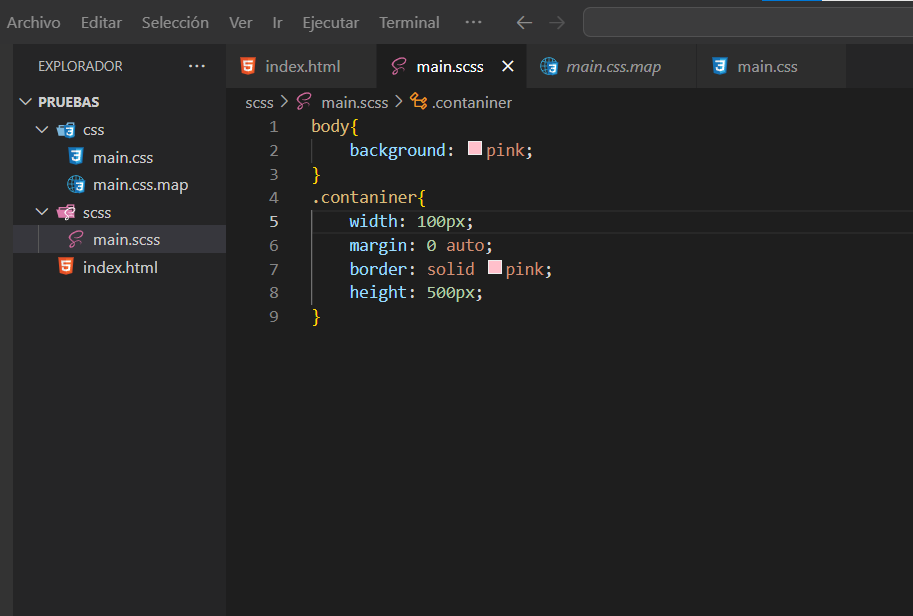 Archivo Editar Selección Ver Ir Ejecutar Terminal ···
EXPLORADOR ···
PRUEBAS
css
main.css
main.css.map
scss
main.scss
index.html
index.html main.scss main.css.map main.css
scss > main.scss > .contaniner
1 body{
2 background: pink;
3 }
4 .contaniner{
5 width: 100px;
6 margin: 0 auto;
7 border: solid pink;
8 height: 500px;
9 }